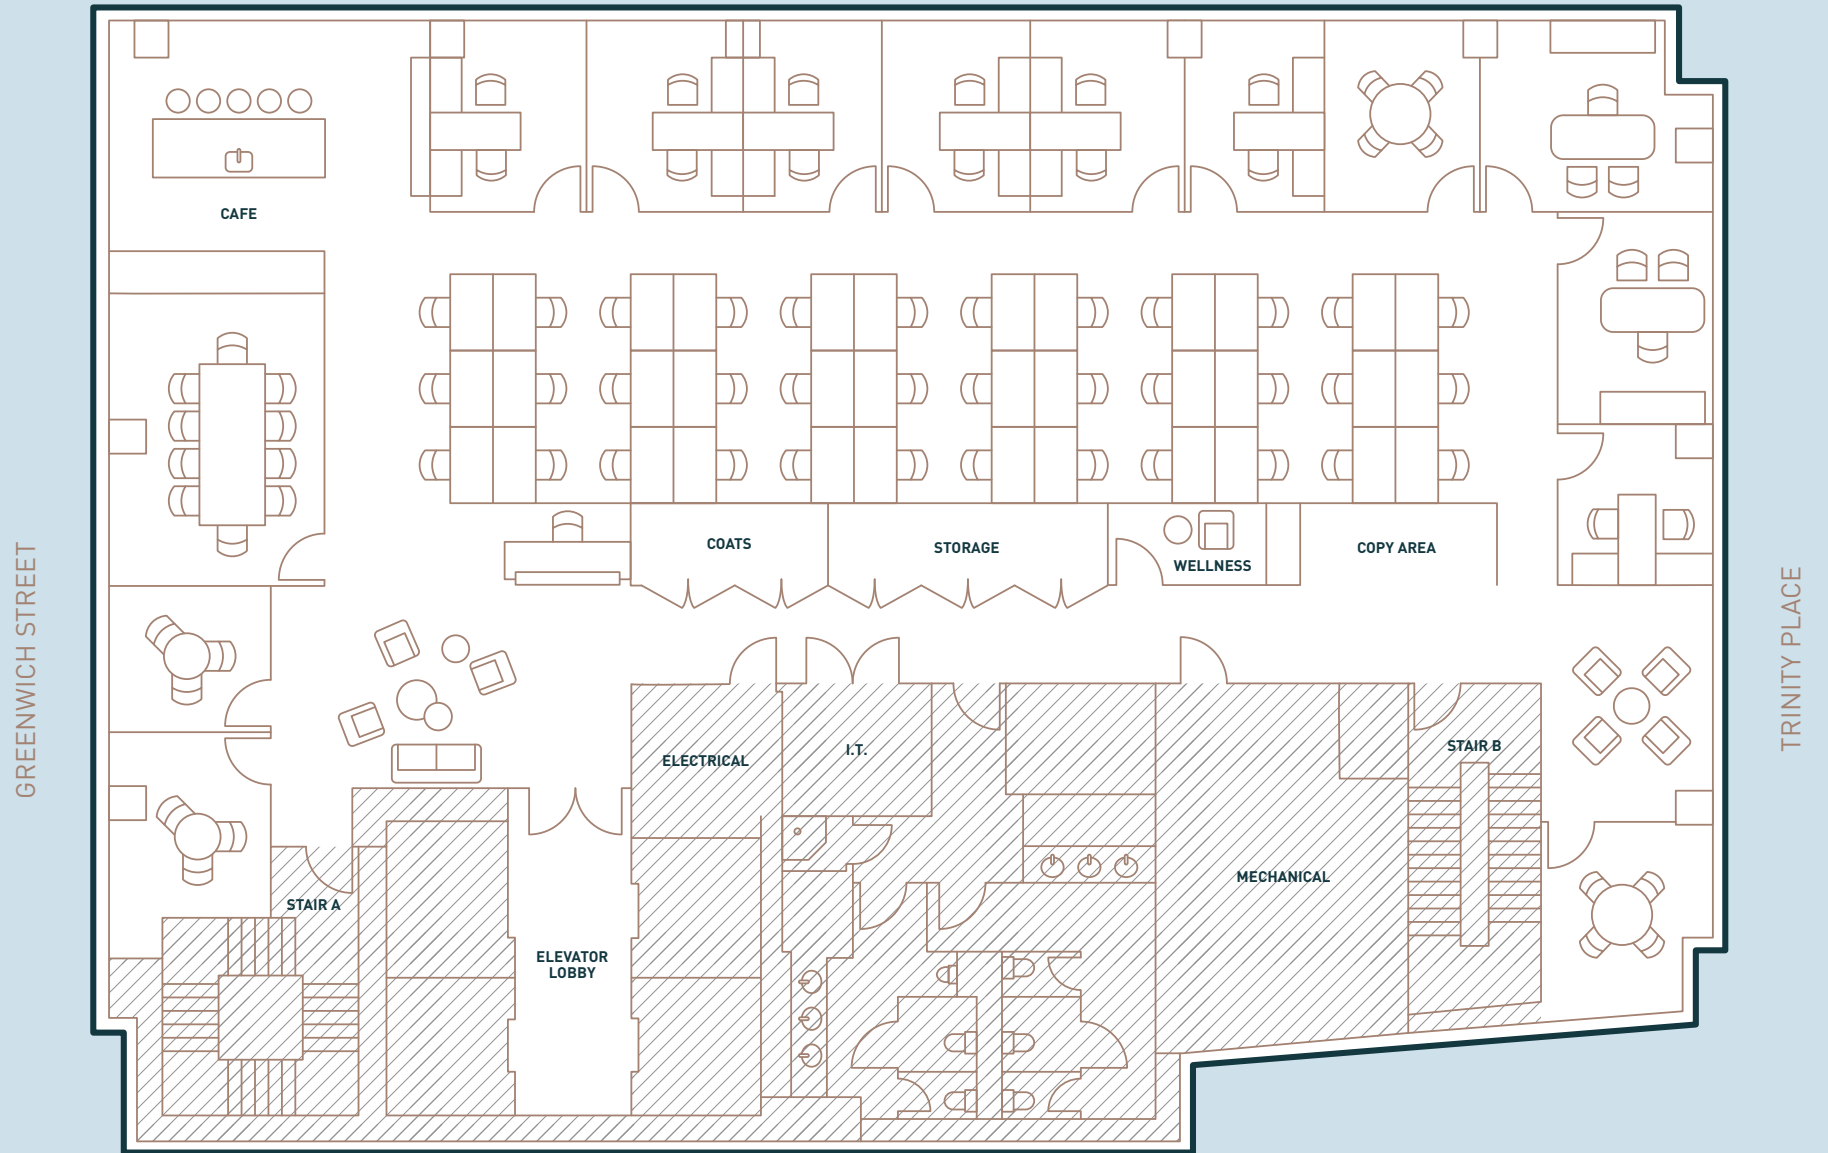 CAFE
COATS
STORAGE
WELLNESS
COPY AREA
GREENWICH STREET
TRINITY PLACE
ELECTRICAL
I.T.
STAIR B
MECHANICAL
STAIR A
ELEVATOR
LOBBY